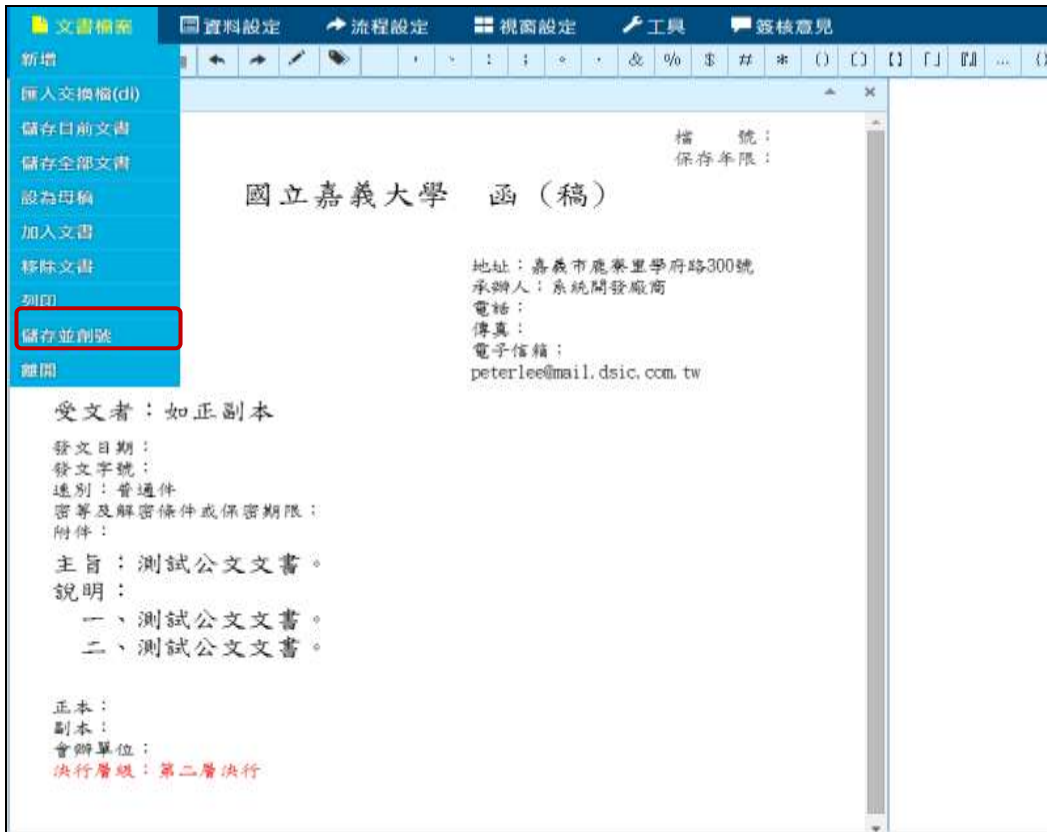 文書檔案 資料設定 流程設定 視窗設定 工具 簽核意見
新增
, 、 : ; 。 · & % $ # * () 〔〕 【】 「」 『』 ...
匯入交換檔(di)
儲存目前文書
儲存全部文書
設為母稿
加入文書
移除文書
列印
儲存並創號
離開
檔 號：
保存年限：
國立嘉義大學 函（稿）
地址：嘉義市鹿寮里學府路300號
承辦人：系統開發廠商
電話：
傳真：
電子信箱：
peterlee@mail.dsic.com.tw
受文者：如正副本
發文日期：
發文字號：
速別：普通件
密等及解密條件或保密期限：
附件：
主旨：測試公文文書。
說明：
一、測試公文文書。
二、測試公文文書。
正本：
副本：
會辦單位：
決行層級：第二層決行